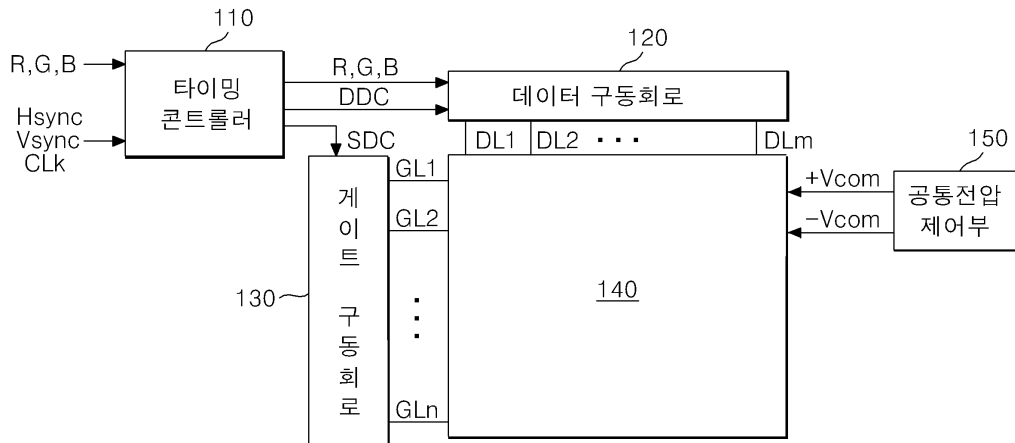 110
R,G,B
타이밍
콘트롤러
Hsync
Vsync
CLk
R,G,B
DDC
SDC
120
데이터 구동회로
DL1
DL2
DLm
130
게이트 구동회로
GL1
GL2
GLn
140
+Vcom
-Vcom
150
공통전압
제어부